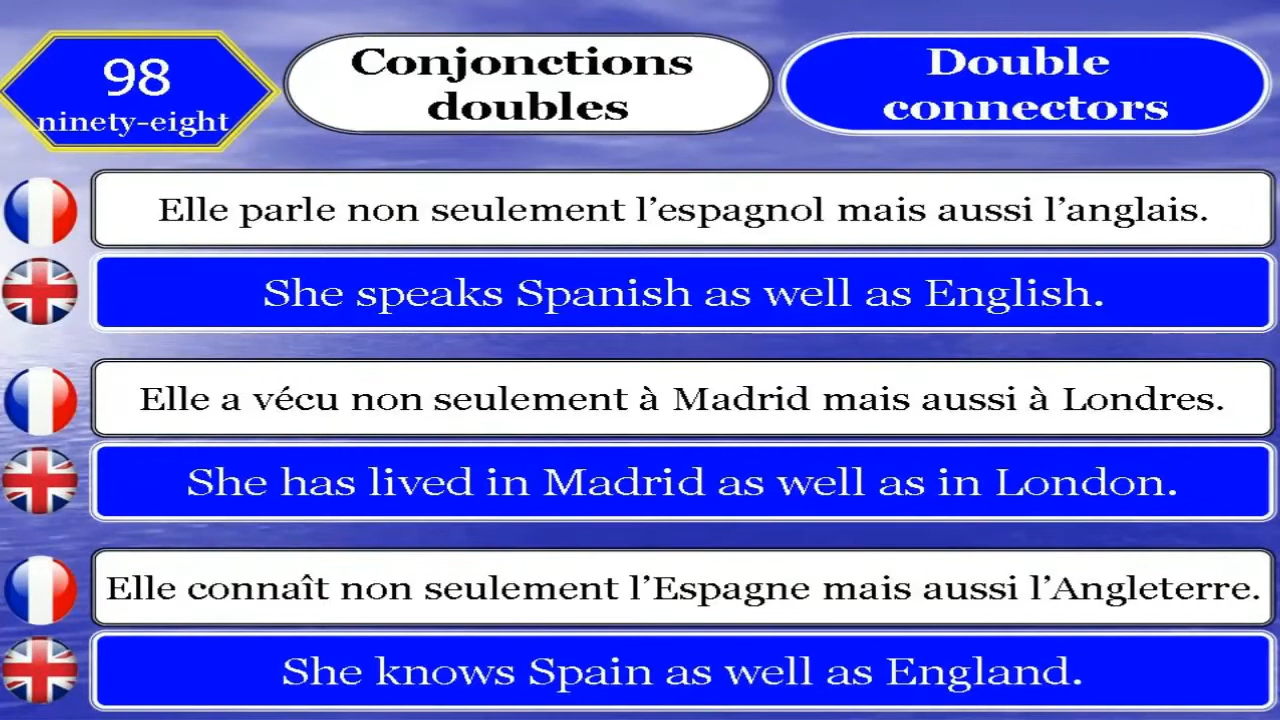 98
ninety-eight
Conjonctions
doubles
Double
connectors
Elle parle non seulement l’espagnol mais aussi l’anglais.
She speaks Spanish as well as English.
Elle a vécu non seulement à Madrid mais aussi à Londres.
She has lived in Madrid as well as in London.
Elle connaît non seulement l’Espagne mais aussi l’Angleterre.
She knows Spain as well as England.